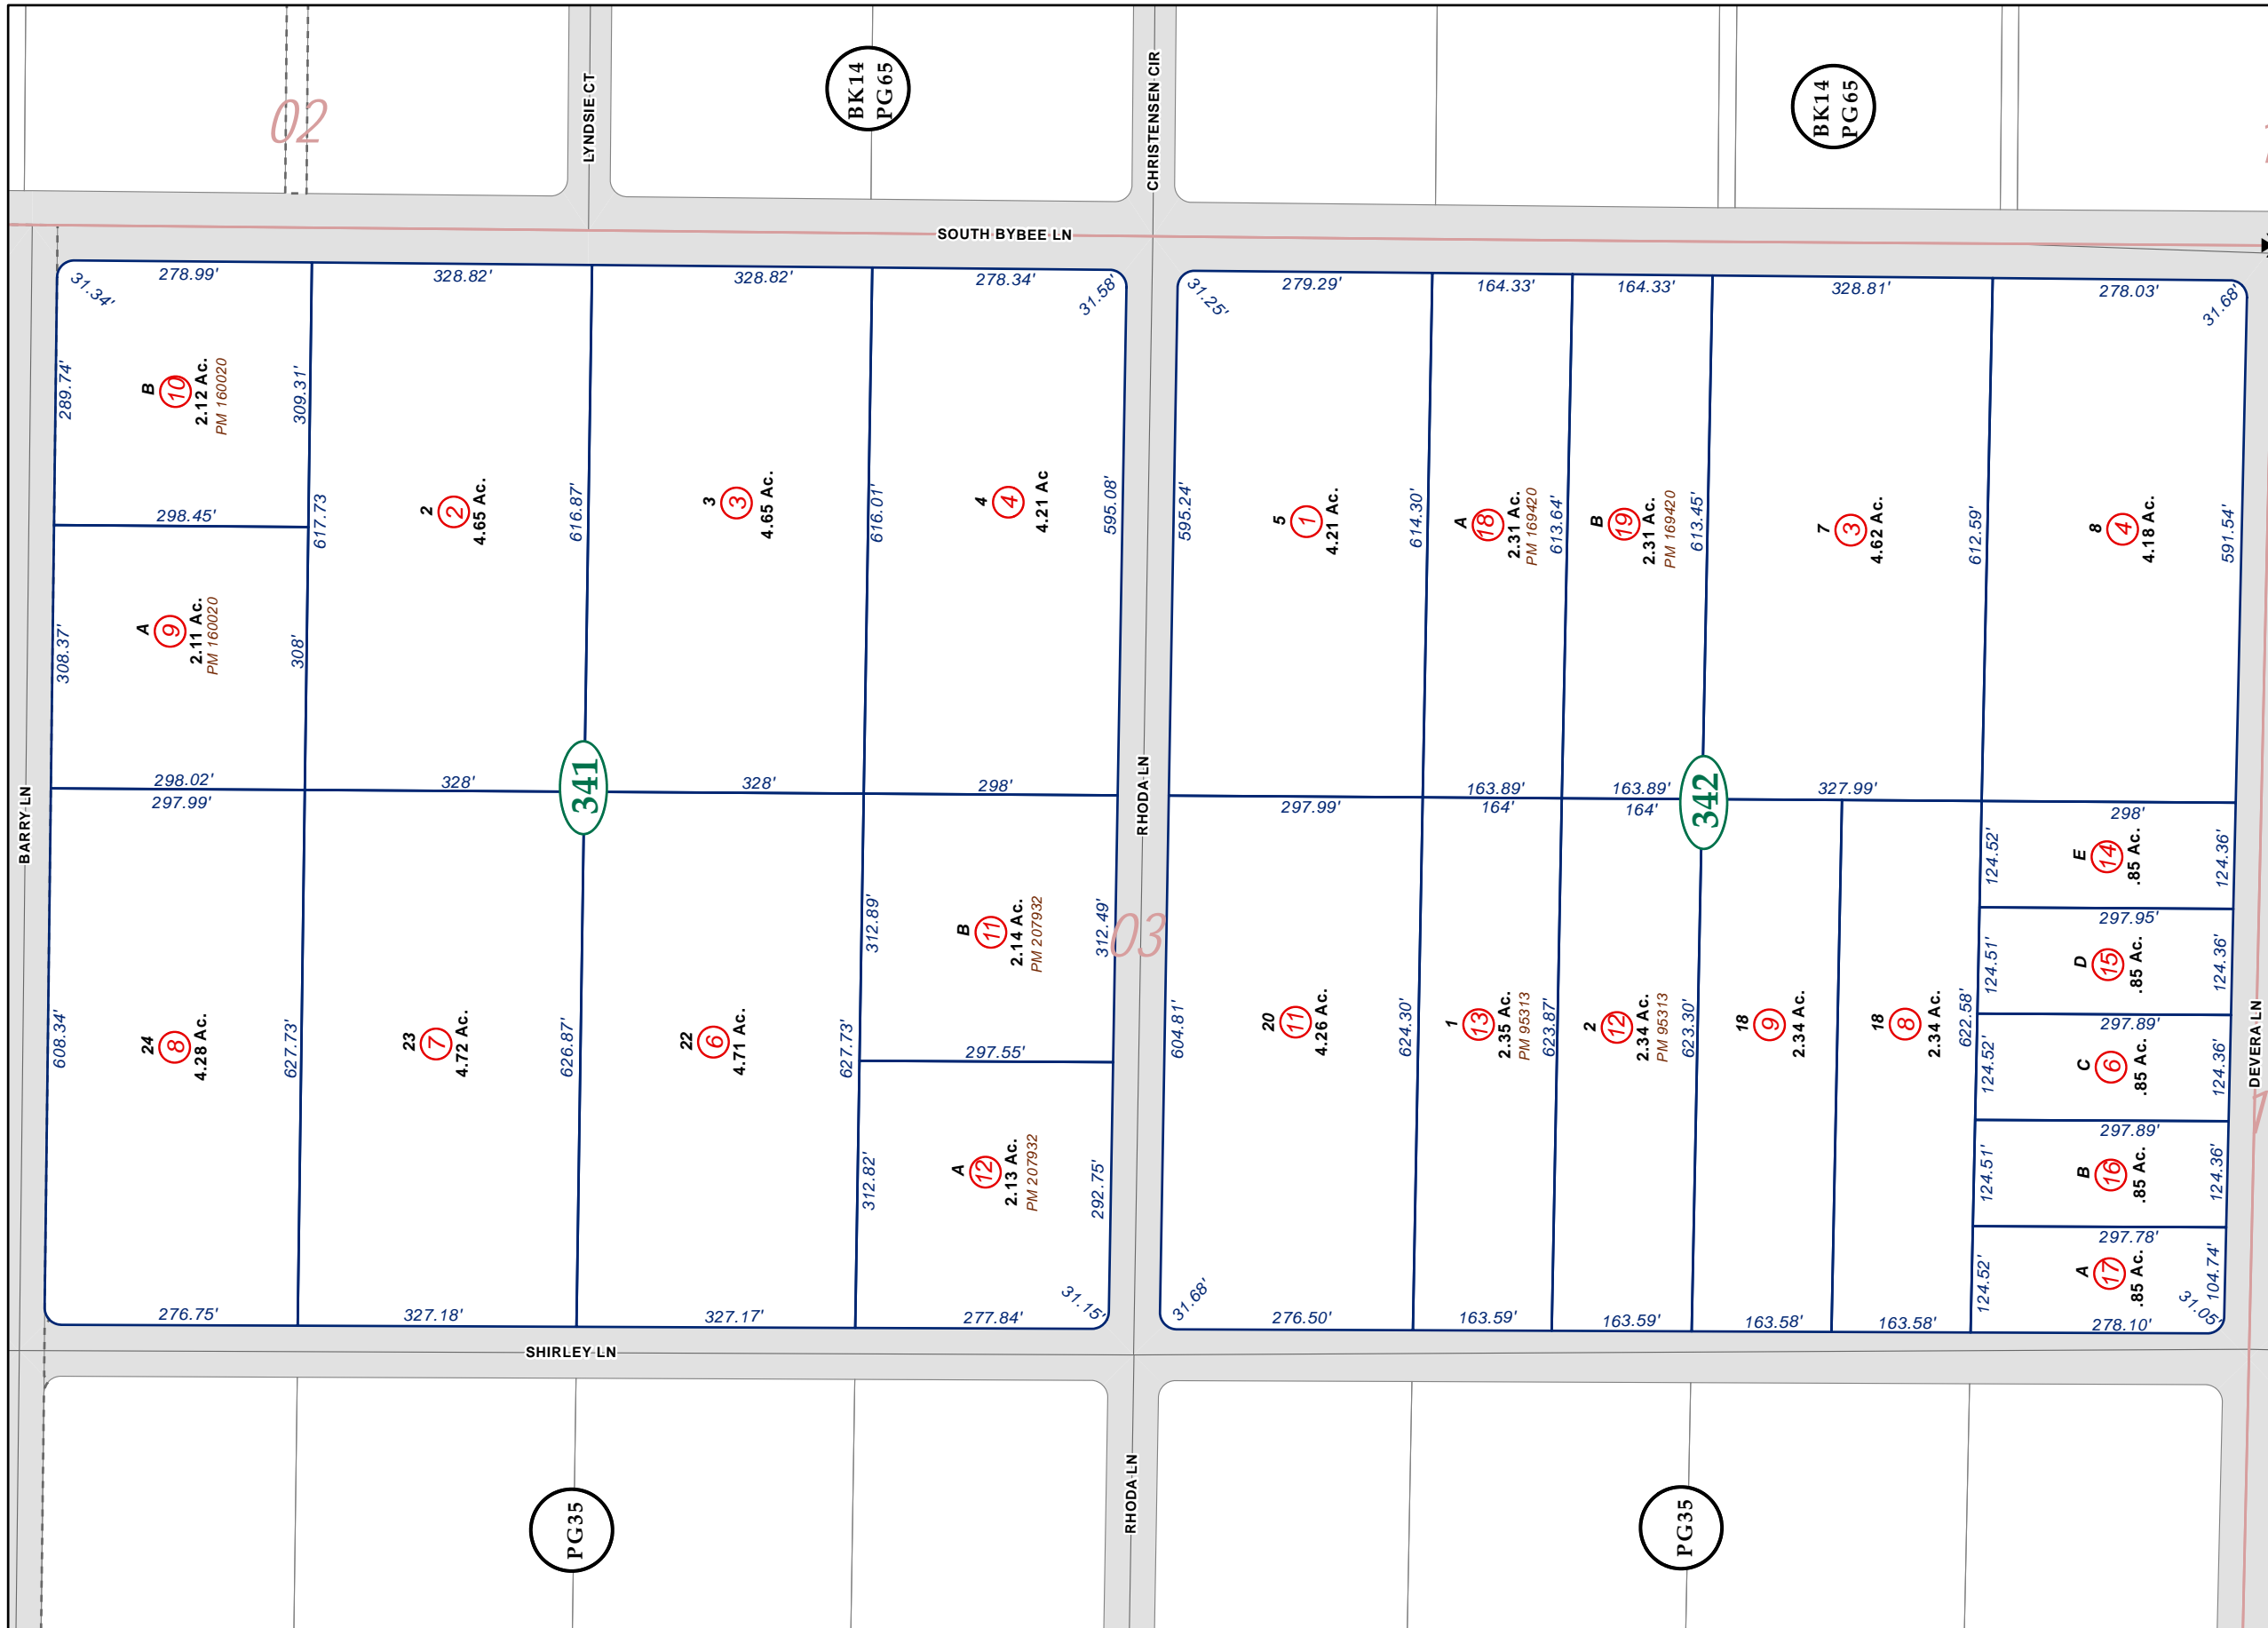 02
LYNDSIE CT
BK14
PG65
CHRISTENSEN CIR
BK14
PG65
SOUTH BYBEE LN
31.34'
278.99'
328.82'
328.82'
278.34'
31.58'
289.74'
B
10
2.12 Ac.
PM 160020
309.31'
298.45'
617.73
308.37'
A
9
2.11 Ac.
PM 160020
308'
298.02'
2
2
4.65 Ac.
616.87'
328'
3
3
4.65 Ac.
616.01'
328'
4
4
4.21 Ac
595.08'
298'
341
BARRY LN
297.99'
608.34'
24
8
4.28 Ac.
627.73'
276.75'
23
7
4.72 Ac.
626.87'
327.18'
22
6
4.71 Ac.
627.73'
327.17'
312.89'
B
11
2.14 Ac.
PM 207932
312.49'
297.55'
312.82'
A
12
2.13 Ac.
PM 207932
292.75'
31.15'
277.84'
RHODA LN
03
31.25'
279.29'
164.33'
164.33'
328.81'
278.03'
31.68'
595.24'
5
1
4.21 Ac.
614.30'
A
18
2.31 Ac.
PM 169420
613.64'
163.89'
B
19
2.31 Ac.
PM 169420
613.45'
163.89'
7
3
4.62 Ac.
612.59'
327.99'
8
4
4.18 Ac.
591.54'
298'
342
297.99'
164'
164'
604.81'
20
11
4.26 Ac.
624.30'
31.68'
276.50'
1
13
2.35 Ac.
PM 95313
623.87'
163.59'
2
12
2.34 Ac.
PM 95313
623.30'
163.59'
18
9
2.34 Ac.
163.58'
18
8
2.34 Ac.
622.58'
163.58'
124.52'
E
14
.85 Ac.
124.36'
297.95'
124.51'
D
15
.85 Ac.
124.36'
297.89'
124.52'
C
6
.85 Ac.
124.36'
297.89'
124.51'
B
16
.85 Ac.
124.36'
297.78'
124.52'
A
17
.85 Ac.
104.74'
31.05'
278.10'
DEVERA LN
SHIRLEY LN
PG35
RHODA LN
PG35